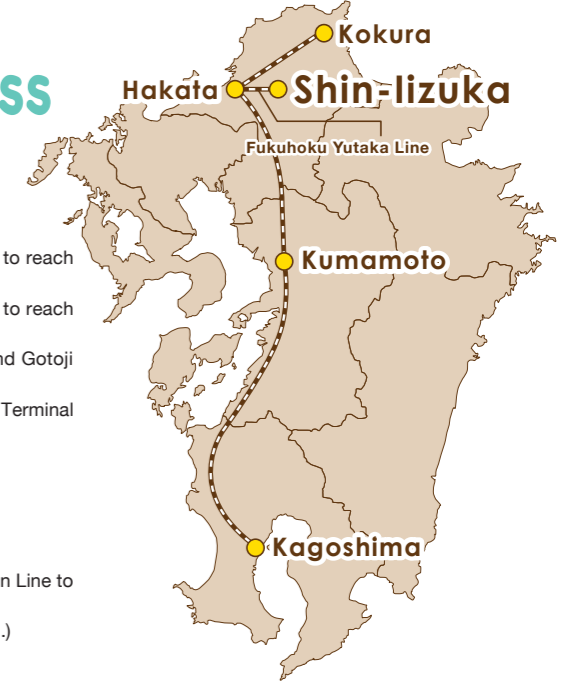 ss
Kokura
Hakata
Shin-Iizuka
Fukuhoku Yutaka Line
to reach
Kumamoto
to reach
nd Gotoji
Terminal
Kagoshima
n Line to
.)